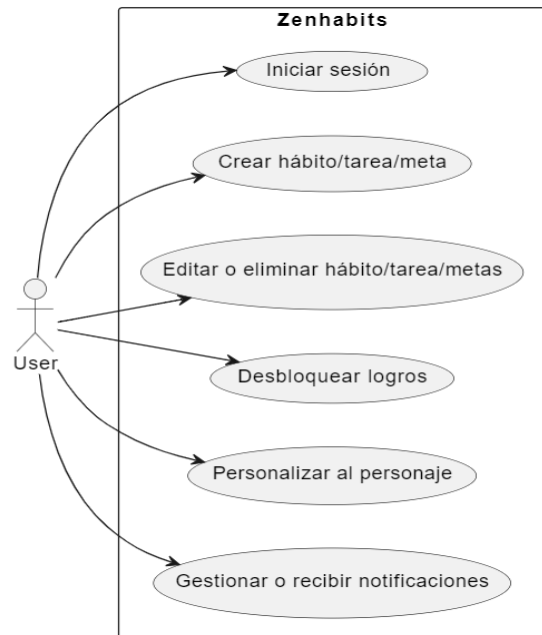 Zenhabits
Iniciar sesión
Crear hábito/tarea/meta
Editar o eliminar hábito/tarea/metas
User
Desbloquear logros
Personalizar al personaje
Gestionar o recibir notificaciones